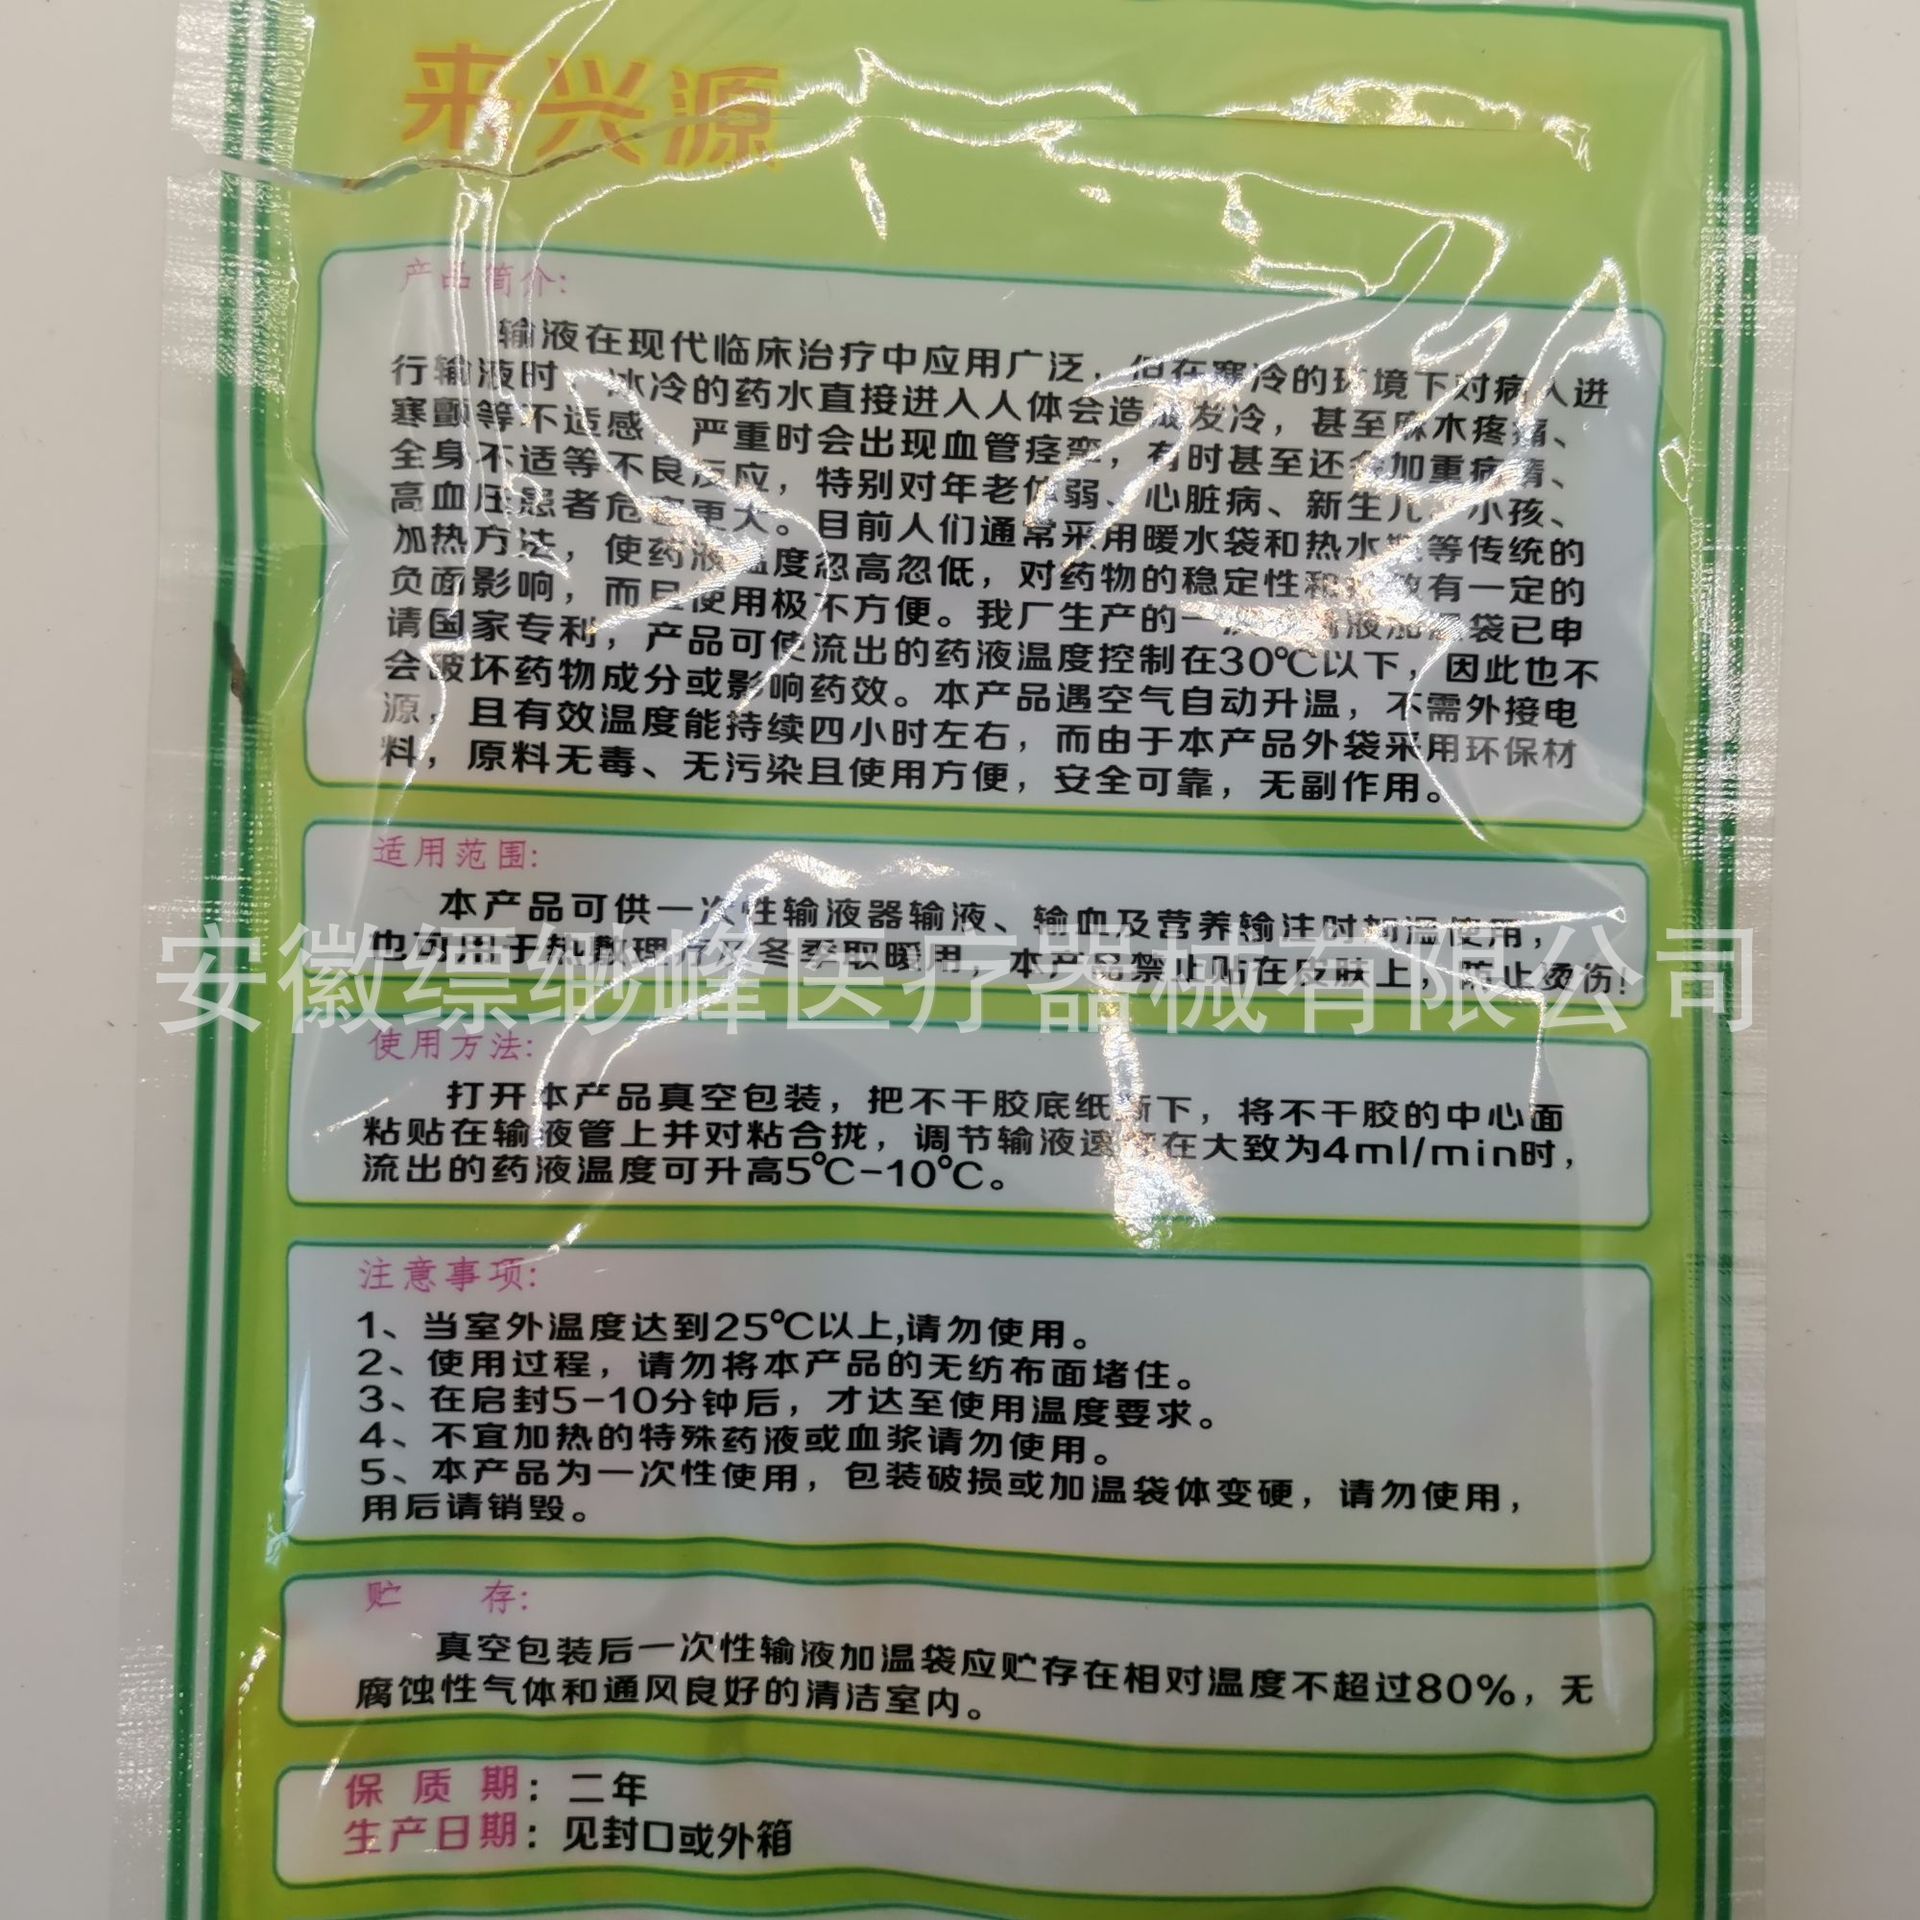 来兴源
产品简介:
输液在现代临床治疗中应用广泛，但在寒冷的环境下对病人进
行输液时，冰冷的药水直接进入人体会造成发冷，甚至麻木疼痛、
寒颤等不适感，严重时会出现血管痉挛，有时甚至还会加重病情、
全身不适等不良反应，特别对年老体弱、心脏病、新生儿、小孩、
高血压患者危害更大。目前人们通常采用暖水袋和热水瓶等传统的
加热方法，使药液温度忽高忽低，对药物的稳定性和有一定的
负面影响，而且使用极不方便。我厂生产的一次性输液加温袋已申
请国家专利，产品可使流出的药液温度控制在30℃以下，因此也不
会破坏药物成分或影响药效。本产品遇空气自动升温，不需外接电
源，且有效温度能持续四小时左右，而由于本产品外袋采用环保材
料，原料无毒、无污染且使用方便，安全可靠，无副作用。
适用范围:
本产品可供一次性输液器输液、输血及营养输注时加温使用，
也可用于热敷理疗及冬季取暖用，本产品禁止贴在皮肤上，防止烫伤!
安徽缥缈峰医疗器械有限公司
使用方法:
打开本产品真空包装，把不干胶底纸撕下，将不干胶的中心面
粘贴在输液管上并对粘合拢，调节输液速度在大致为4ml/min时，
流出的药液温度可升高5℃-10℃。
注意事项:
1、当室外温度达到25℃以上,请勿使用。
2、使用过程，请勿将本产品的无纺布面堵住。
3、在启封5-10分钟后，才达至使用温度要求。
4、不宜加热的特殊药液或血浆请勿使用。
5、本产品为一次性使用，包装破损或加温袋体变硬，请勿使用，
用后请销毁。
贮 存:
真空包装后一次性输液加温袋应贮存在相对温度不超过80%，无
腐蚀性气体和通风良好的清洁室内。
保 质 期：二年
生产日期：见封口或外箱